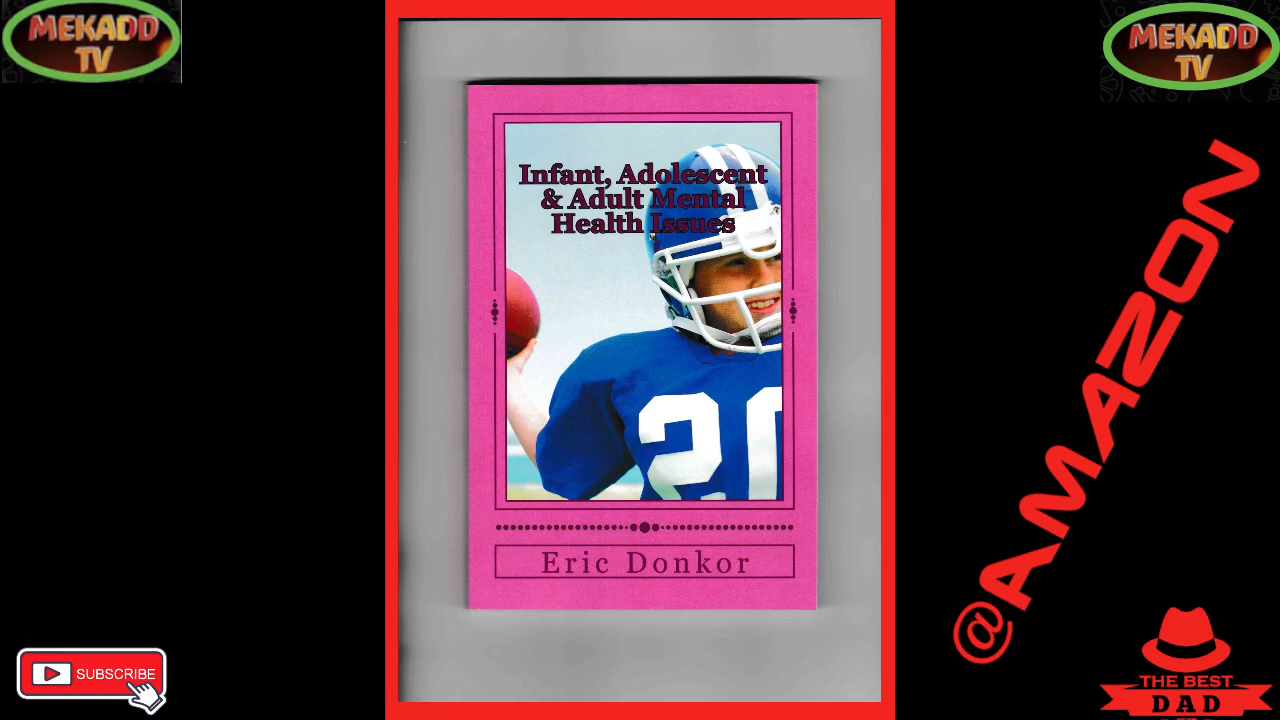 MEKADD
TV
MEKADD
TV
Infant, Adolescent
& Adult Mental
Health Issues
20
Eric Donkor
@AMAZON
SUBSCRIBE
THE BEST
DAD